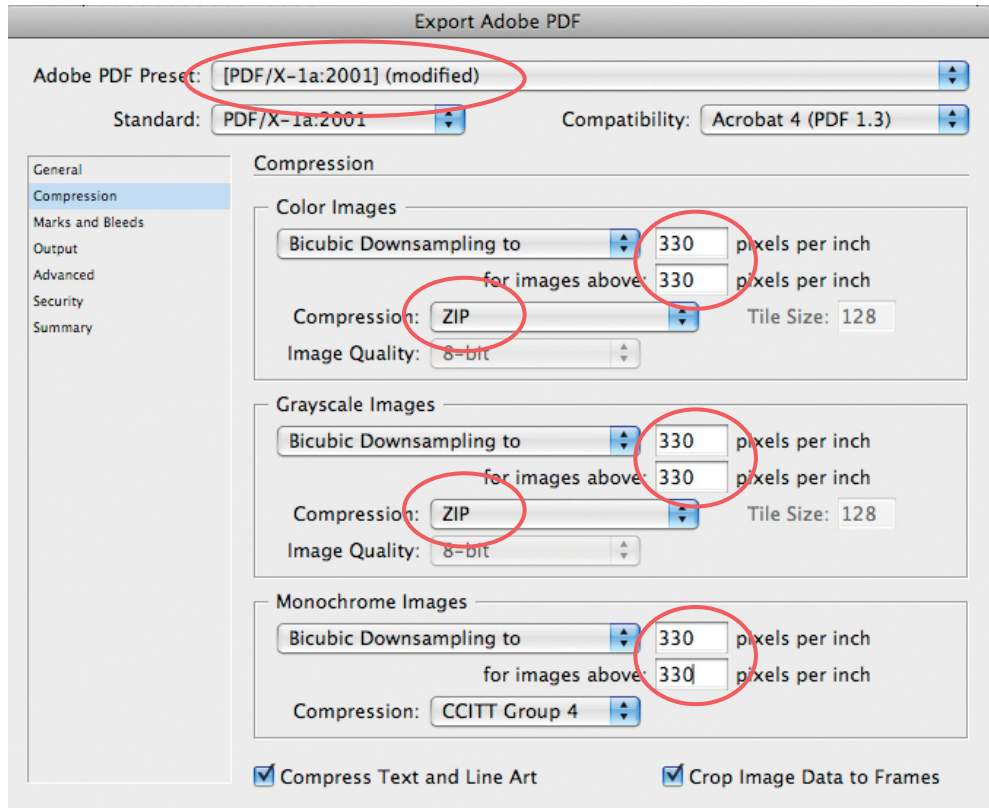 Export Adobe PDF
Adobe PDF Preset: [PDF/X-1a:2001] (modified)
Standard: PDF/X-1a:2001 Compatibility: Acrobat 4 (PDF 1.3)
General
Compression
Marks and Bleeds
Output
Advanced
Security
Summary
Compression
Color Images
Bicubic Downsampling to 330 pixels per inch
for images above: 330 pixels per inch
Compression: ZIP Tile Size: 128
Image Quality: 8-bit
Grayscale Images
Bicubic Downsampling to 330 pixels per inch
for images above: 330 pixels per inch
Compression: ZIP Tile Size: 128
Image Quality: 8-bit
Monochrome Images
Bicubic Downsampling to 330 pixels per inch
for images above: 330 pixels per inch
Compression: CCITT Group 4
Compress Text and Line Art Crop Image Data to Frames